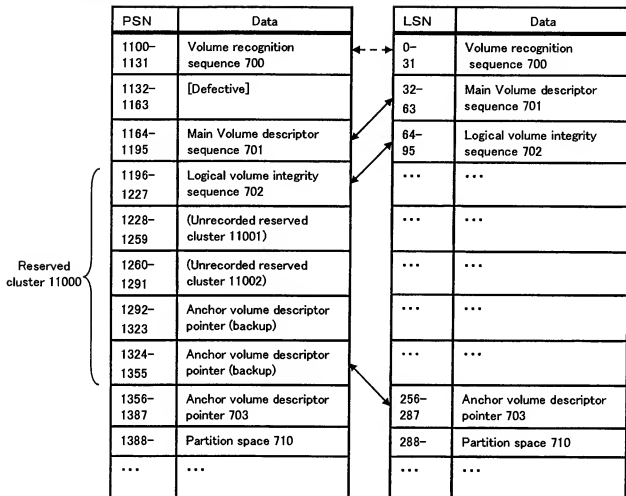 PSN Data
1100– Volume recognition
1131 sequence 700
1132– [Defective]
1163
1164– Main Volume descriptor
1195 sequence 701
1196– Logical volume integrity
1227 sequence 702
1228– (Unrecorded reserved
1259 cluster 11001)
1260– (Unrecorded reserved
1291 cluster 11002)
1292– Anchor volume descriptor
1323 pointer (backup)
1324– Anchor volume descriptor
1355 pointer (backup)
1356– Anchor volume descriptor
1387 pointer 703
1388– Partition space 710
... ...
Reserved
cluster 11000
LSN Data
0– Volume recognition
31 sequence 700
32– Main Volume descriptor
63 sequence 701
64– Logical volume integrity
95 sequence 702
... ...
... ...
... ...
... ...
... ...
256– Anchor volume descriptor
287 pointer 703
288– Partition space 710
... ...